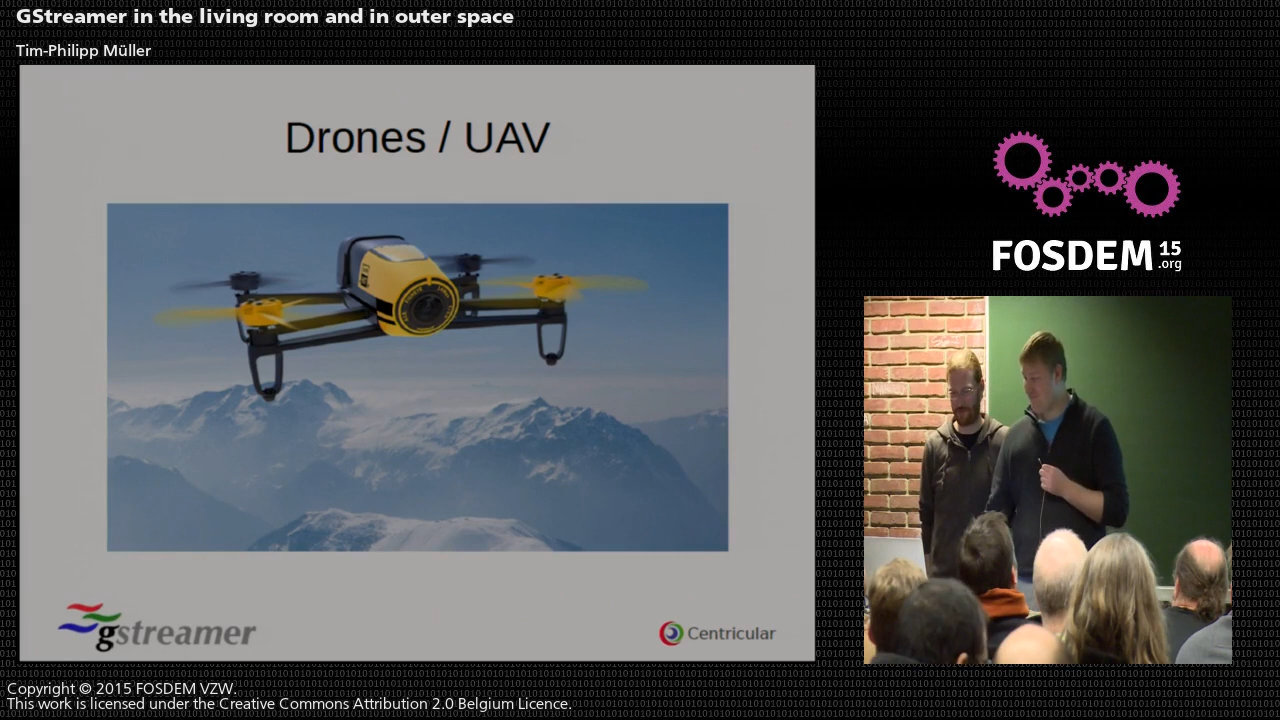 GStreamer in the living room and in outer space
Tim-Philipp Müller
Drones / UAV
gstreamer
Centricular
FOSDEM 15
.org
Copyright © 2015 FOSDEM VZW.
This work is licensed under the Creative Commons Attribution 2.0 Belgium Licence.